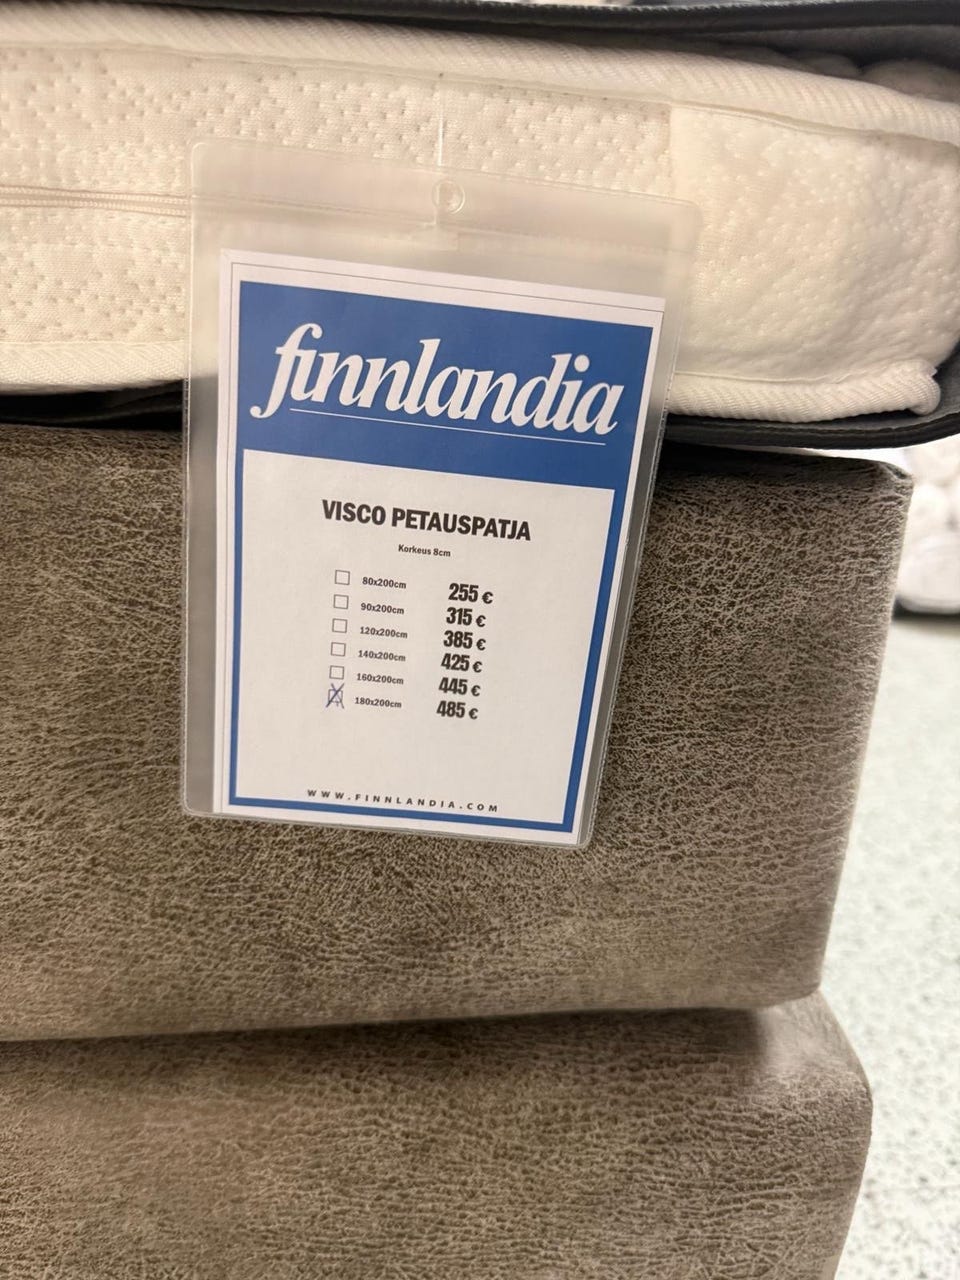 finnlandia
VISCO PETAUSPATJA
Korkeus 8cm
80x200cm 255 €
90x200cm 315 €
120x200cm 385 €
140x200cm 425 €
160x200cm 445 €
180x200cm 485 €
WWW.FINNLANDIA.COM